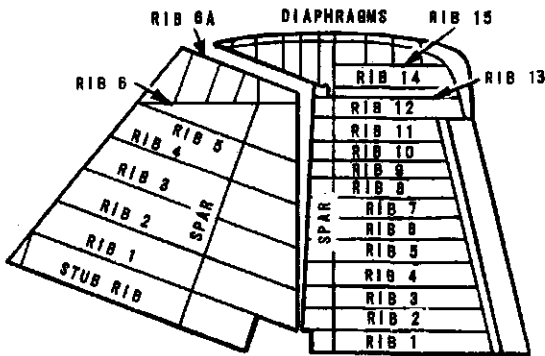 RIB 6A
DIAPHRAGMS
RIB 15
RIB 14
RIB 13
RIB 6
RIB 12
RIB 5
RIB 11
RIB 4
RIB 10
RIB 9
RIB 3
RIB 8
RIB 7
RIB 2
SPAR
SPAR
RIB 6
RIB 5
RIB 1
RIB 4
STUB RIB
RIB 3
RIB 2
RIB 1